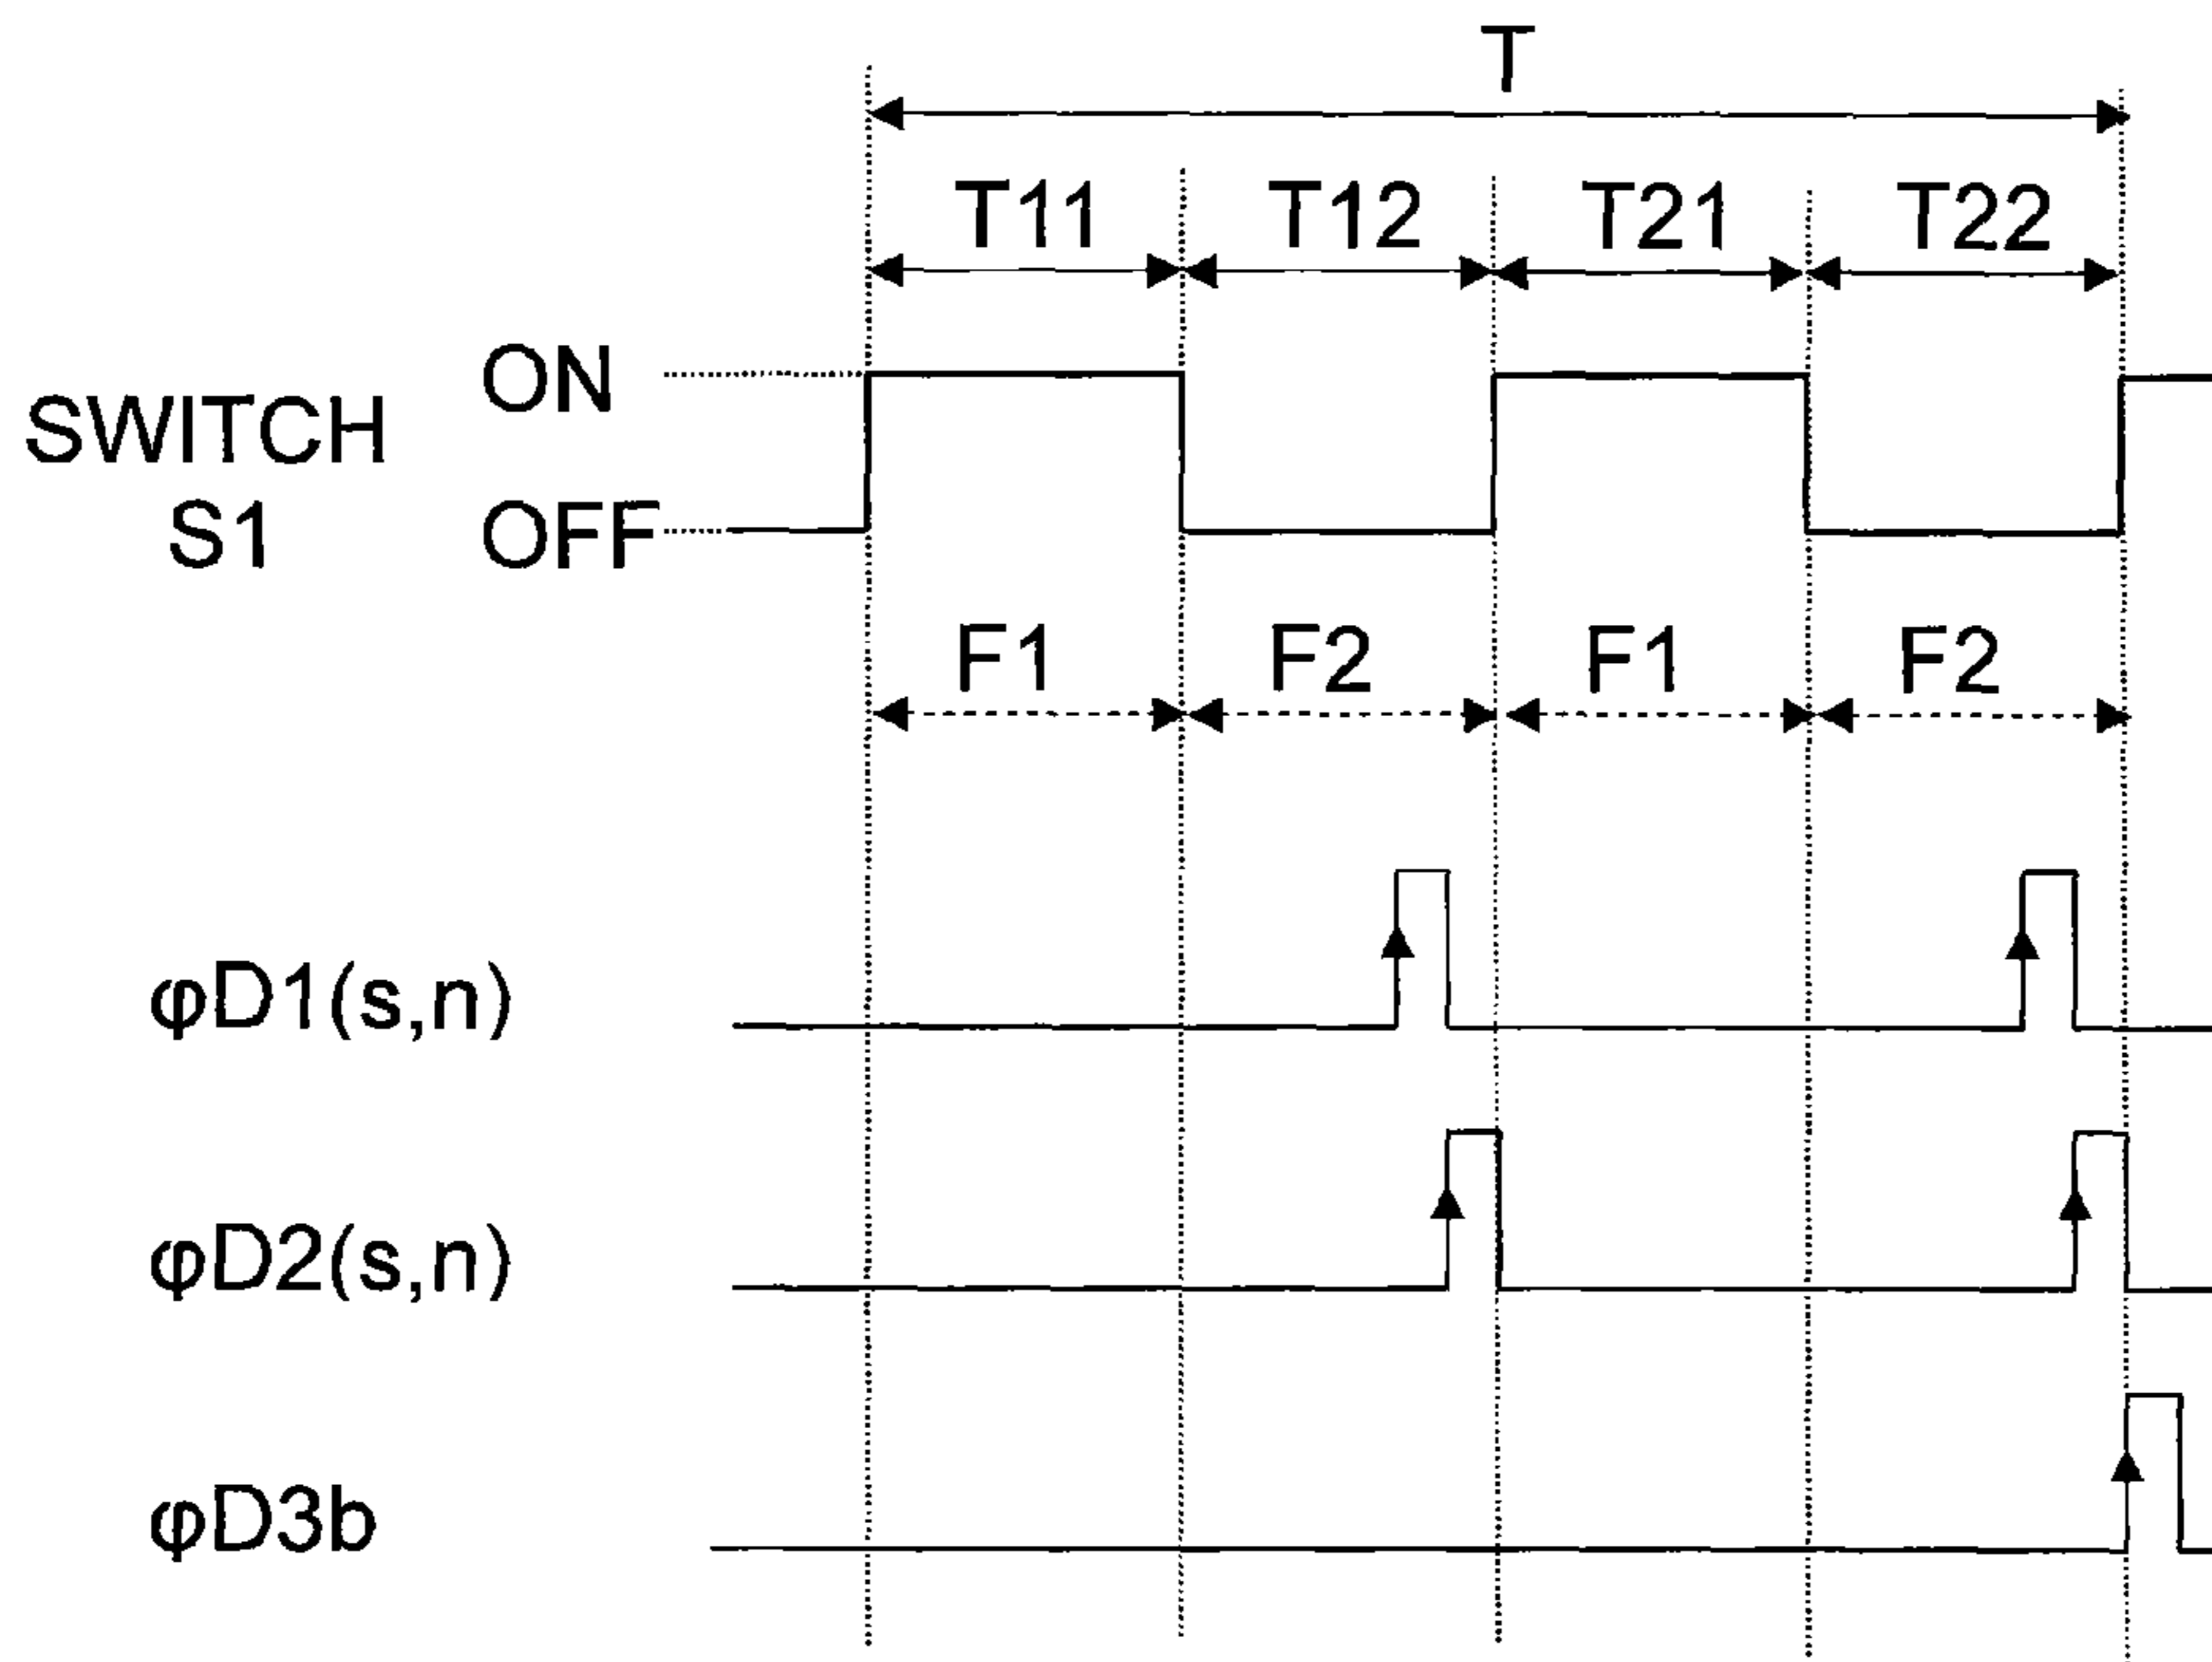 T
T11 T12 T21 T22
ON
SWITCH
S1
OFF
F1 F2 F1 F2
φD1(s,n)
φD2(s,n)
φD3b